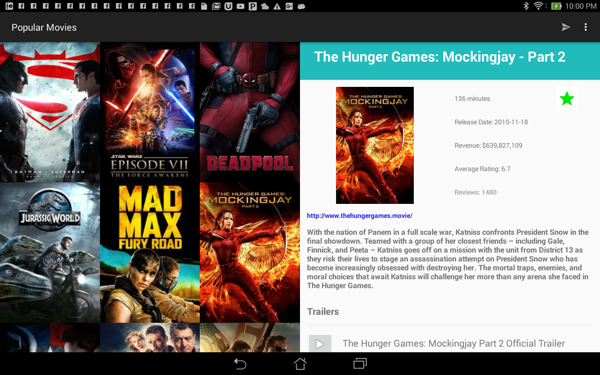 10:00 PM
Popular Movies
BATMAN v SUPERMAN
STAR WARS
EPISODE VII
THE FORCE AWAKENS
DEADPOOL
JURASSIC WORLD
MAD
MAX
FURY ROAD
THE HUNGER GAMES
MOCKINGJAY
PART 2
The Hunger Games: Mockingjay - Part 2
THE HUNGER GAMES
MOCKINGJAY
PART 2
136 minutes
Release Date: 2015-11-18
Revenue: $639,827,109
Average Rating: 6.7
Reviews: 1480
http://www.thehungergames.movie/
With the nation of Panem in a full scale war, Katniss confronts President Snow in the
final showdown. Teamed with a group of her closest friends – including Gale,
Finnick, and Peeta – Katniss goes off on a mission with the unit from District 13 as
they risk their lives to stage an assassination attempt on President Snow who has
become increasingly obsessed with destroying her. The mortal traps, enemies, and
moral choices that await Katniss will challenge her more than any arena she faced in
The Hunger Games.
Trailers
The Hunger Games: Mockingjay Part 2 Official Trailer